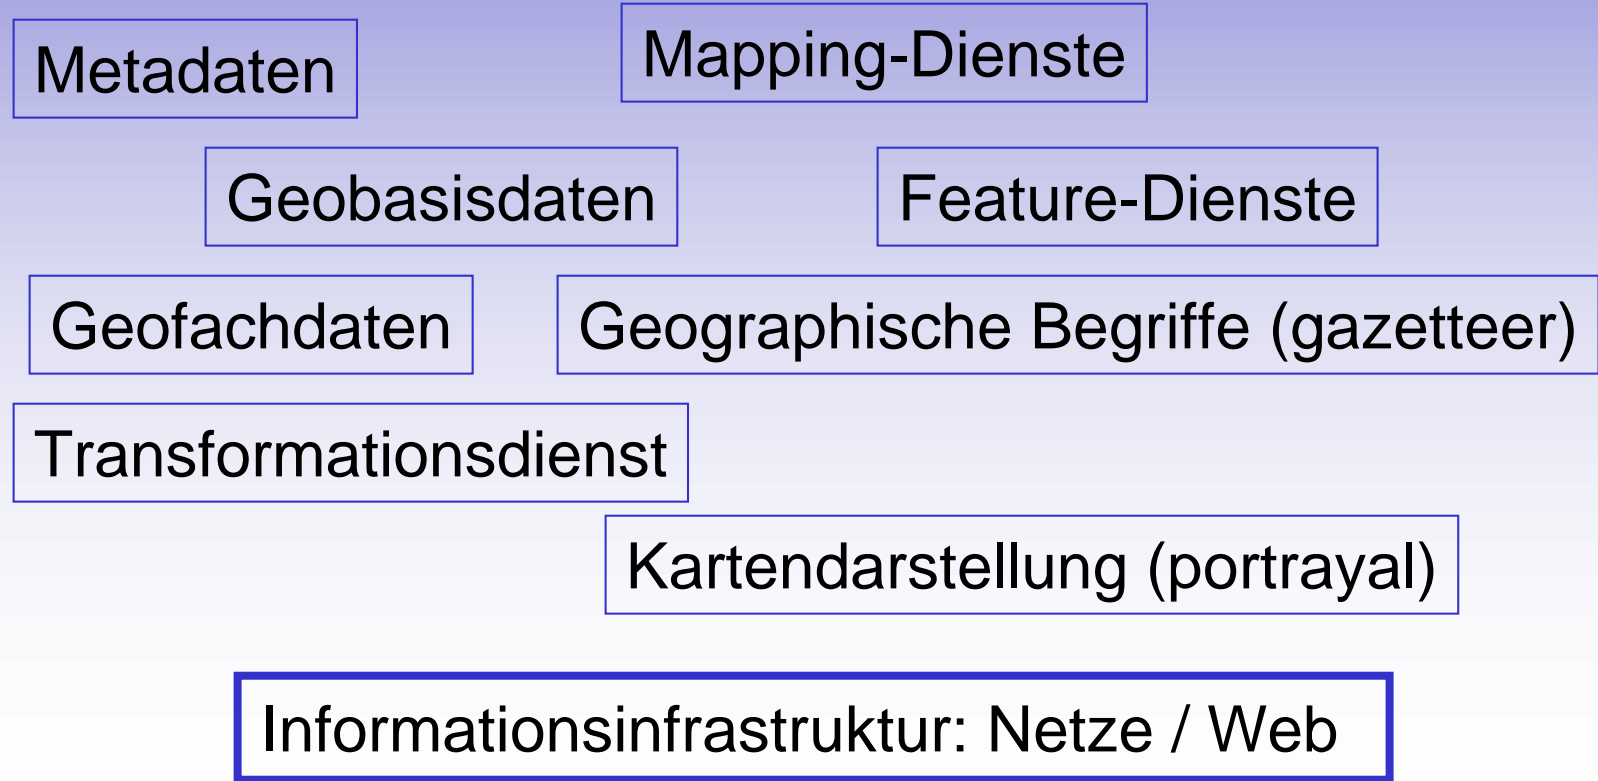 Metadaten
Mapping-Dienste
Geobasisdaten
Feature-Dienste
Geofachdaten
Geographische Begriffe (gazetteer)
Transformationsdienst
Kartendarstellung (portrayal)
Informationsinfrastruktur: Netze / Web